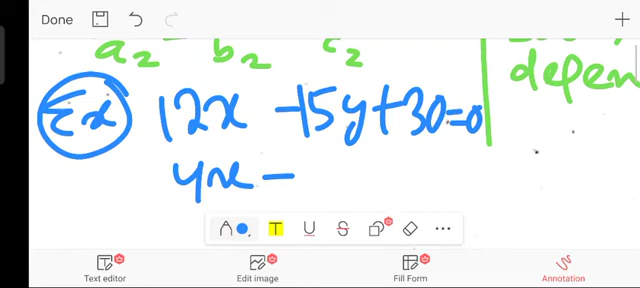 Done
a2 b2 c2
depen
Ex 12x -15y+30=0
4x -
T U S
Text editor Edit image Fill Form Annotation